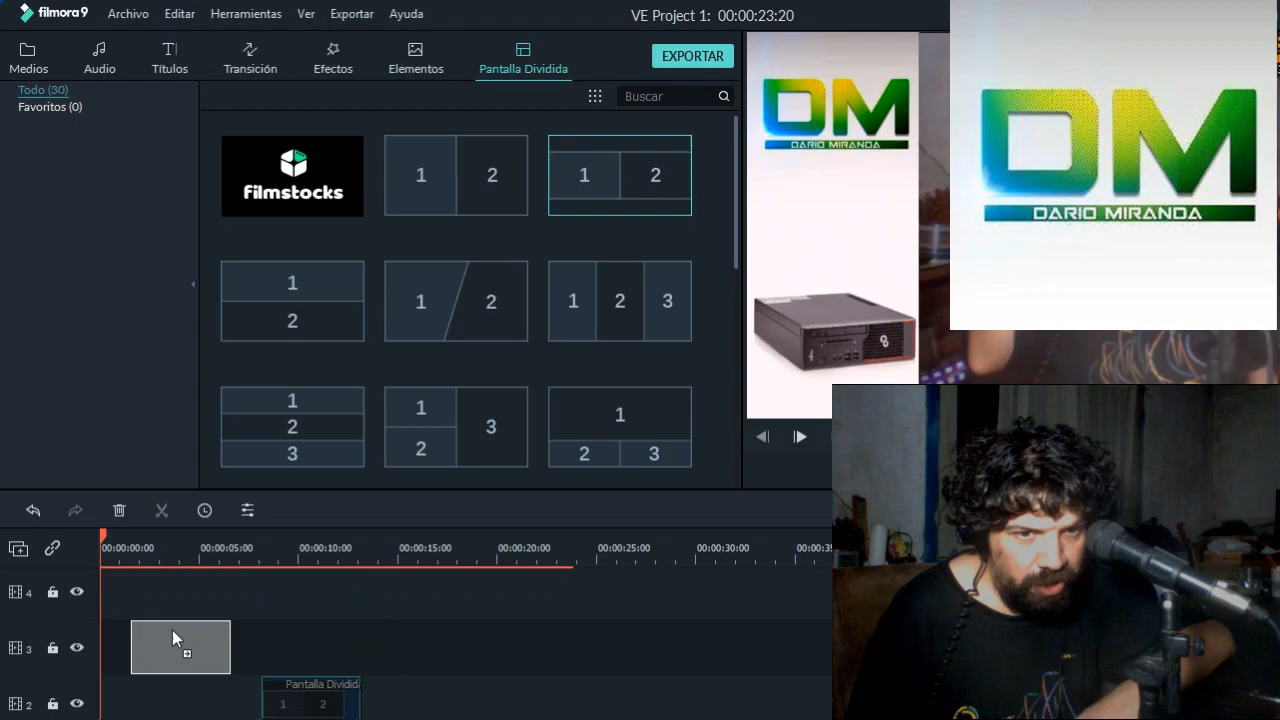 filmora9 Archivo Editar Herramientas Ver Exportar Ayuda VE Project 1: 00:00:23:20
Medios Audio Títulos Transición Efectos Elementos Pantalla Dividida EXPORTAR
Todo (30)
Favoritos (0)
Buscar
filmstocks
1 2
1 2
1
2
1 2
1 2 3
1
2
3
1
2
3
1
2 3
DM
DARIO MIRANDA
DM
DARIO MIRANDA
00:00:00:00 00:00:05:00 00:00:10:00 00:00:15:00 00:00:20:00 00:00:25:00 00:00:30:00 00:00:35
4
3
2
Pantalla Dividida
1 2